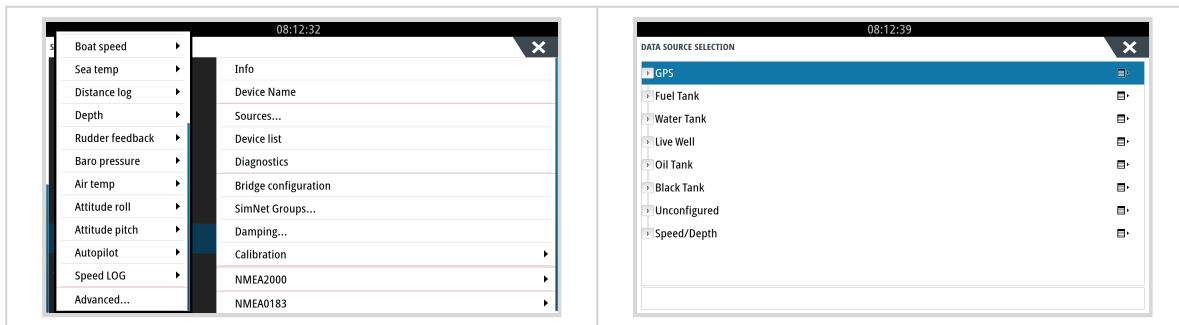 08:12:32
S
Boat speed
Sea temp
Distance log
Depth
Rudder feedback
Baro pressure
Air temp
Attitude roll
Attitude pitch
Autopilot
Speed LOG
Advanced...
Info
Device Name
Sources...
Device list
Diagnostics
Bridge configuration
SimNet Groups...
Damping...
Calibration
NMEA2000
NMEA0183
08:12:39
DATA SOURCE SELECTION
GPS
Fuel Tank
Water Tank
Live Well
Oil Tank
Black Tank
Unconfigured
Speed/Depth